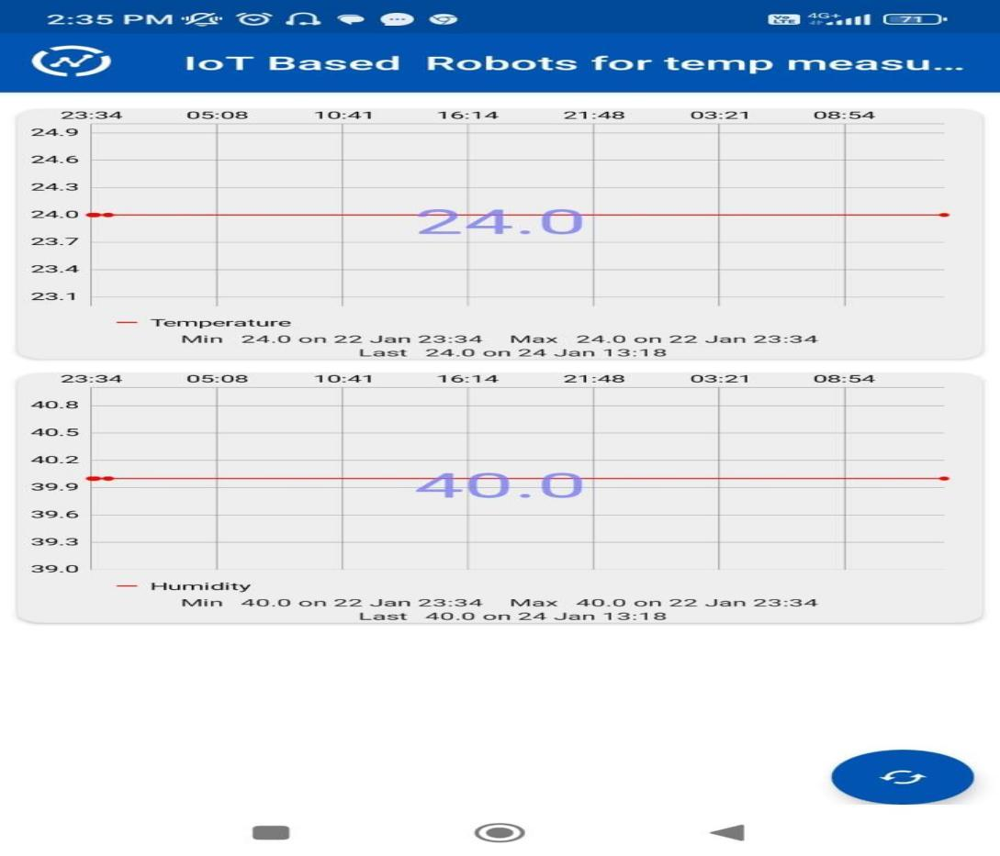 2:35 PM Vo LTE 4G+ 71
IoT Based Robots for temp measu...
23:34 05:08 10:41 16:14 21:48 03:21 08:54
24.9
24.6
24.3
24.0
24.0
23.7
23.4
23.1
Temperature
Min 24.0 on 22 Jan 23:34 Max 24.0 on 22 Jan 23:34
Last 24.0 on 24 Jan 13:18
23:34 05:08 10:41 16:14 21:48 03:21 08:54
40.8
40.5
40.2
40.0
39.9
39.6
39.3
39.0
Humidity
Min 40.0 on 22 Jan 23:34 Max 40.0 on 22 Jan 23:34
Last 40.0 on 24 Jan 13:18